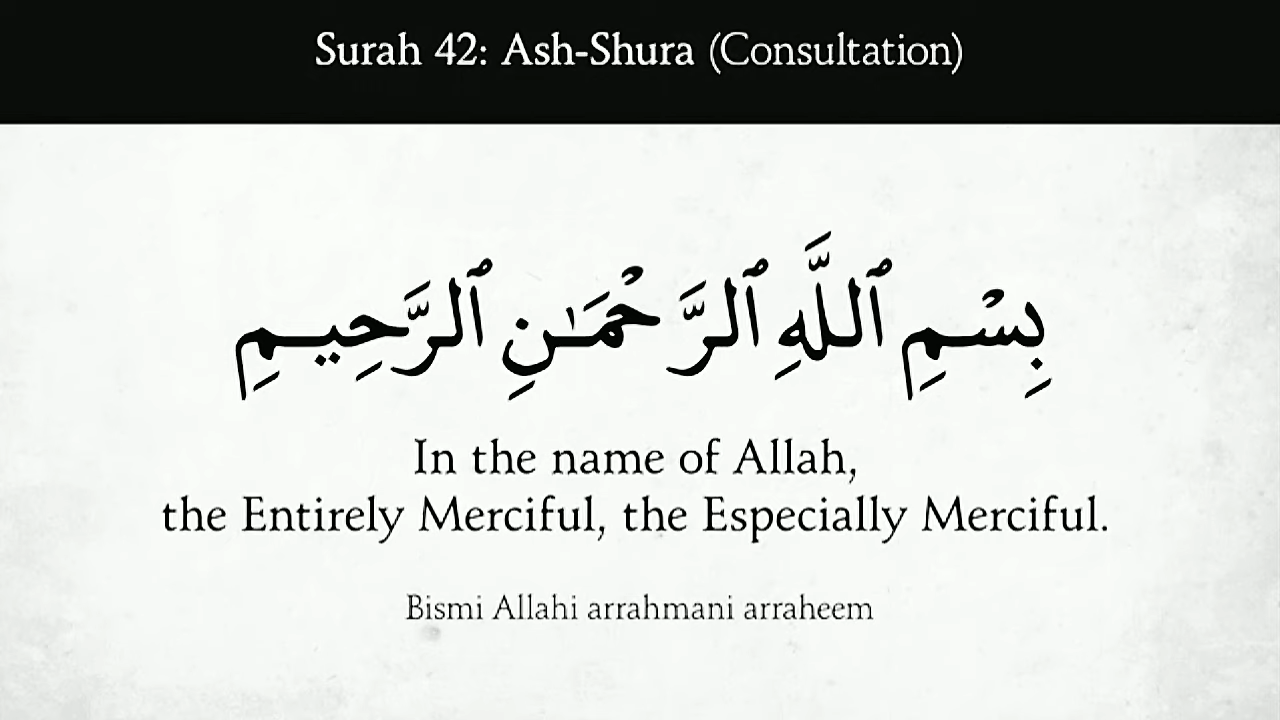 Surah 42: Ash-Shura (Consultation)
بِسْمِ ٱللَّهِ ٱلرَّحْمَـٰنِ ٱلرَّحِيمِ
In the name of Allah,
the Entirely Merciful, the Especially Merciful.
Bismi Allahi arrahmani arraheem